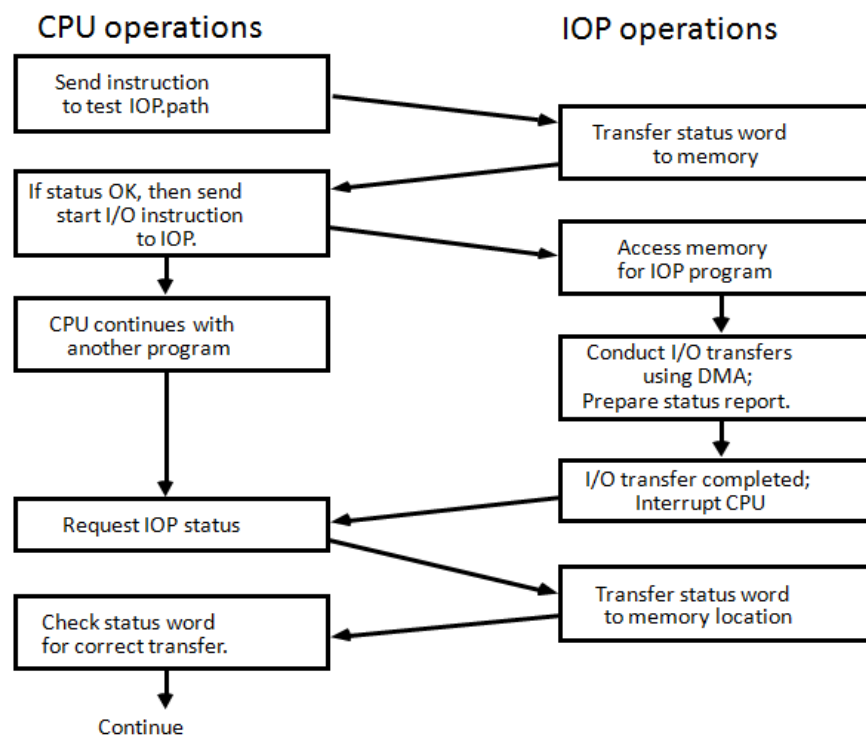 CPU operations
IOP operations
Send instruction
to test IOP.path
Transfer status word
to memory
If status OK, then send
start I/O instruction
to IOP.
Access memory
for IOP program
CPU continues with
another program
Conduct I/O transfers
using DMA;
Prepare status report.
I/O transfer completed;
Interrupt CPU
Request IOP status
Transfer status word
to memory location
Check status word
for correct transfer.
Continue